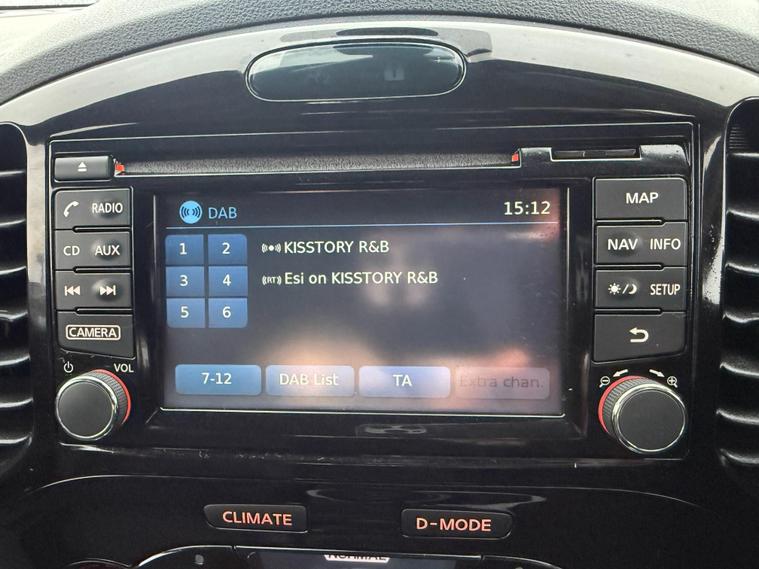 DAB 15:12
RADIO
CD AUX
CAMERA
VOL
1 2
3 4
5 6
KISSTORY R&B
(RT) Esi on KISSTORY R&B
7-12 DAB List TA Extra chan.
MAP
NAV INFO
SETUP
CLIMATE D-MODE
NORMAL